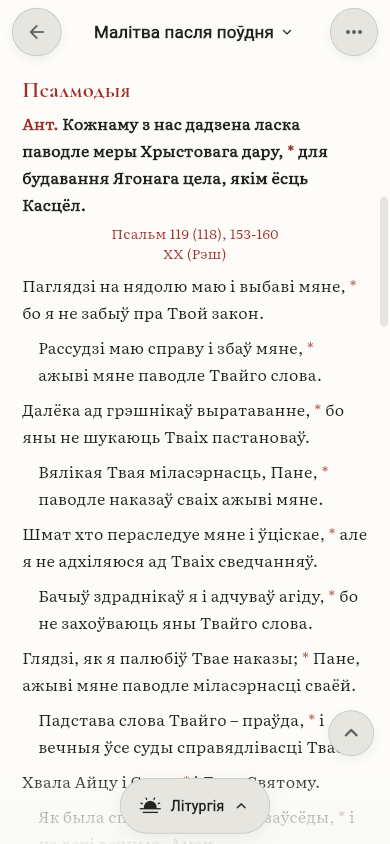 Малітва пасля поўдня
Псалмодыя
Ант. Кожнаму з нас дадзена ласка
паводле меры Хрыстовага дару, * для
будавання Ягонага цела, якім ёсць
Касцёл.
Псальм 119 (118), 153-160
XX (Рэш)
Паглядзі на нядолю маю і выбаві мяне, *
бо я не забыў пра Твой закон.
Рассудзі маю справу і збаў мяне, *
ажыві мяне паводле Твайго слова.
Далёка ад грэшнікаў выратаванне, * бо
яны не шукаюць Тваіх пастановаў.
Вялікая Твая міласэрнасць, Пане, *
паводле наказаў сваіх ажыві мяне.
Шмат хто пераследуе мяне і ўціскае, * але
я не адхіляюся ад Тваіх сведчанняў.
Бачыў здраднікаў я і адчуваў агіду, * бо
не захоўваюць яны Твайго слова.
Глядзі, як я палюбіў Твае наказы; * Пане,
ажыві мяне паводле міласэрнасці сваёй.
Падстава слова Твайго – праўда, * і
вечныя ўсе суды справядлівасці
Хвала Айцу і Святому.
Як была * і
Літургія